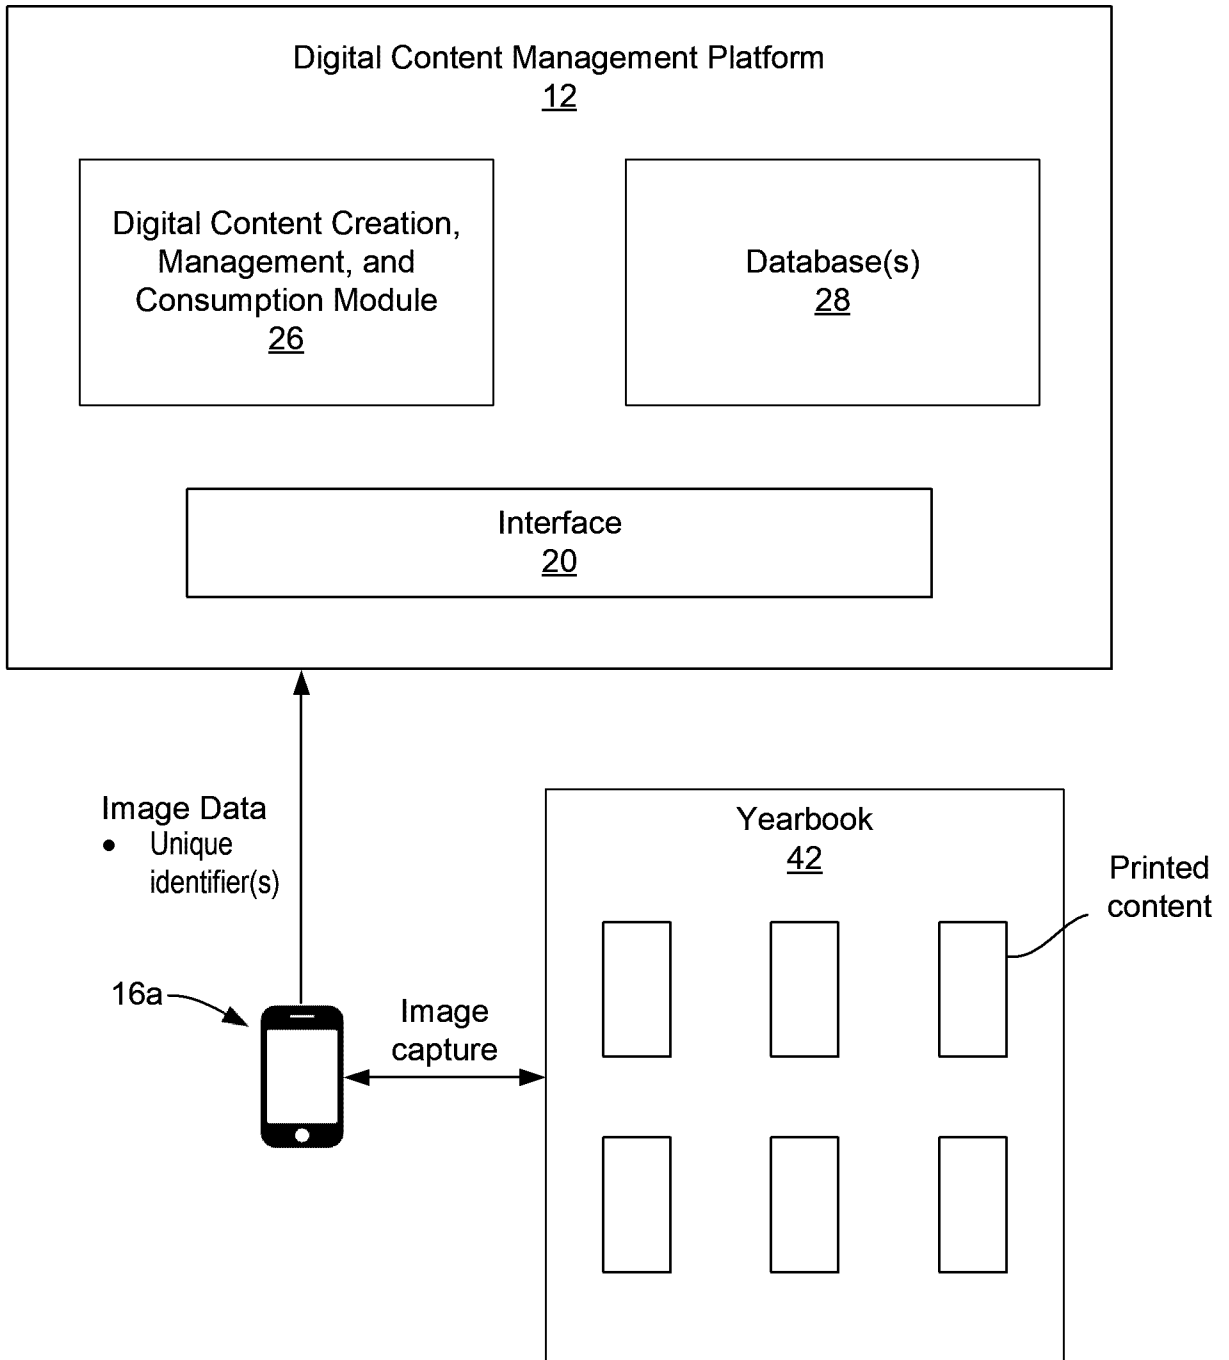 Digital Content Management Platform
12
Digital Content Creation,
Management, and
Consumption Module
26
Database(s)
28
Interface
20
Image Data
• Unique
identifier(s)
16a
Image
capture
Yearbook
42
Printed
content